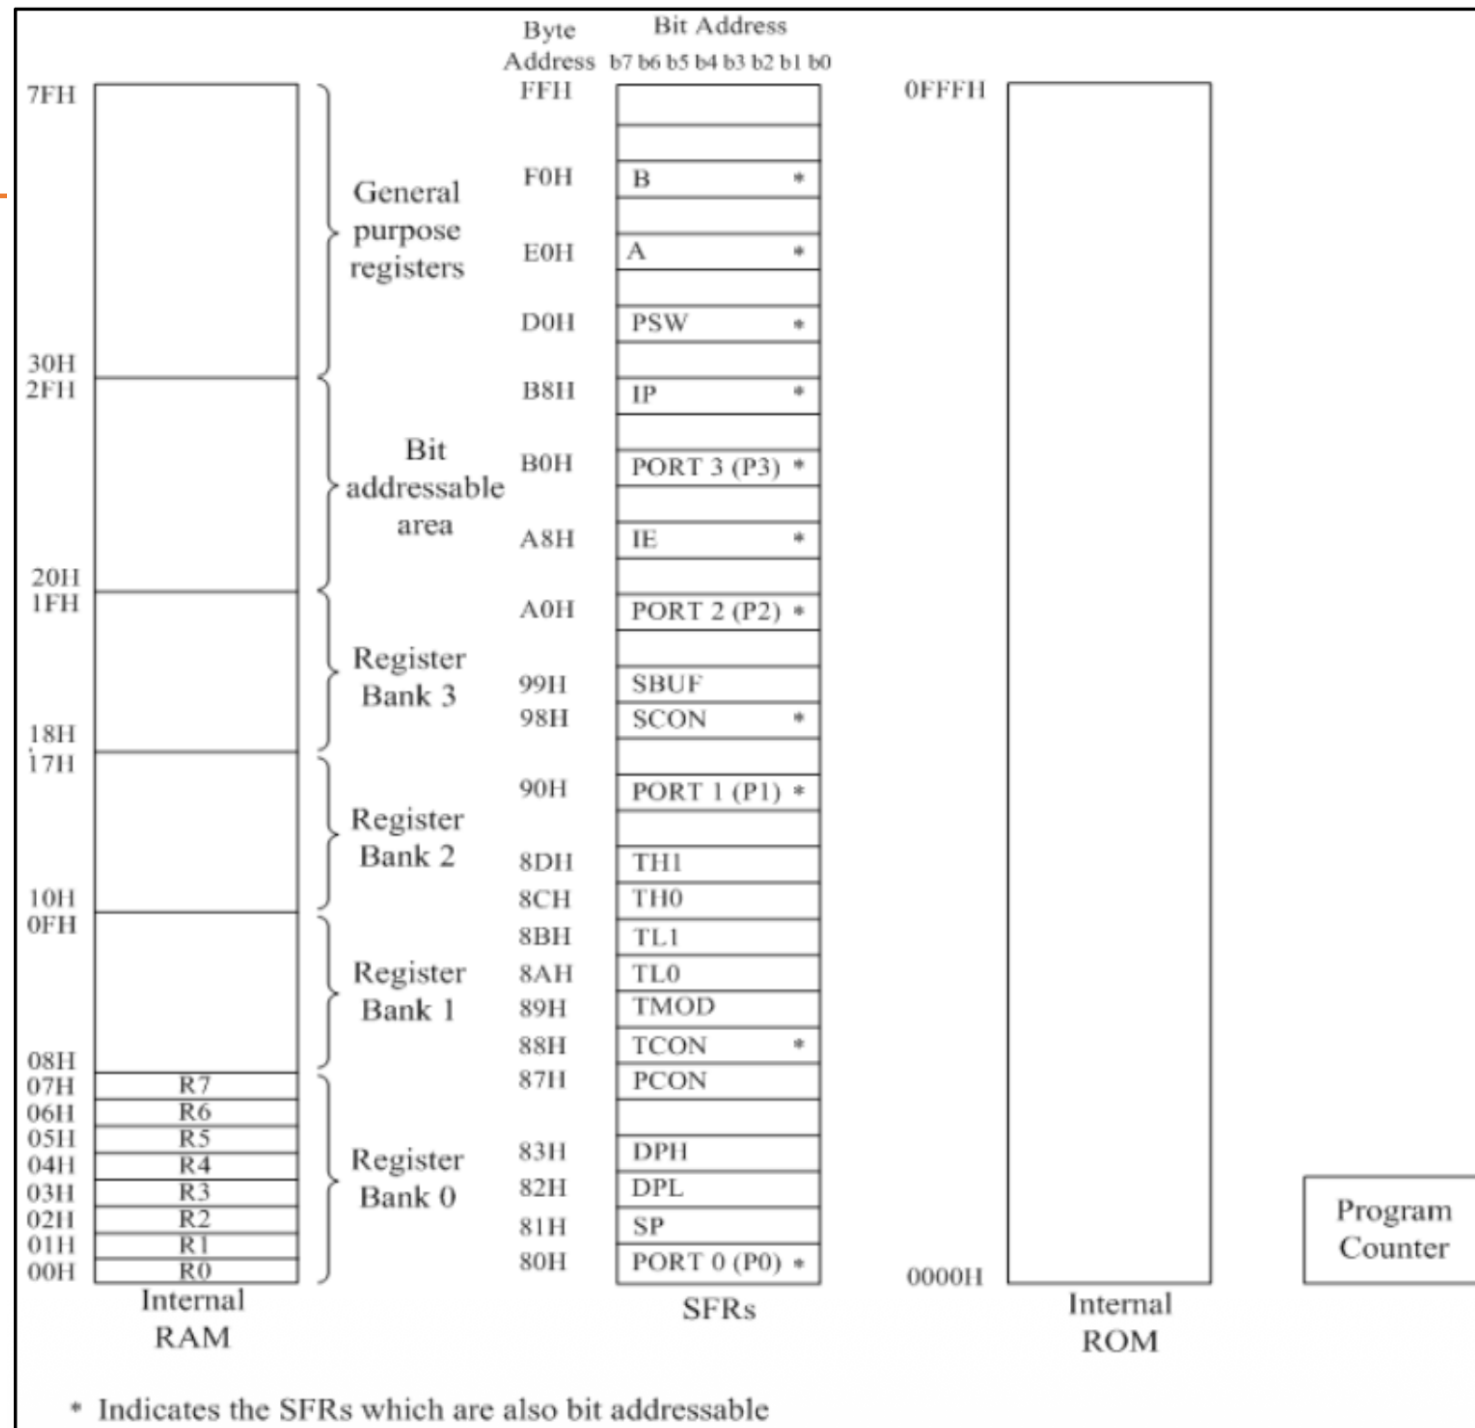 Byte
Address
Bit Address
b7 b6 b5 b4 b3 b2 b1 b0
7FH
30H
2FH
20H
1FH
18H
17H
10H
0FH
08H
07H R7
06H R6
05H R5
04H R4
03H R3
02H R2
01H R1
00H R0
Internal
RAM
General
purpose
registers
Bit
addressable
area
Register
Bank 3
Register
Bank 2
Register
Bank 1
Register
Bank 0
FFH
F0H B *
E0H A *
D0H PSW *
B8H IP *
B0H PORT 3 (P3) *
A8H IE *
A0H PORT 2 (P2) *
99H SBUF
98H SCON *
90H PORT 1 (P1) *
8DH TH1
8CH TH0
8BH TL1
8AH TL0
89H TMOD
88H TCON *
87H PCON
83H DPH
82H DPL
81H SP
80H PORT 0 (P0) *
SFRs
0FFFH
0000H
Internal
ROM
Program
Counter
* Indicates the SFRs which are also bit addressable